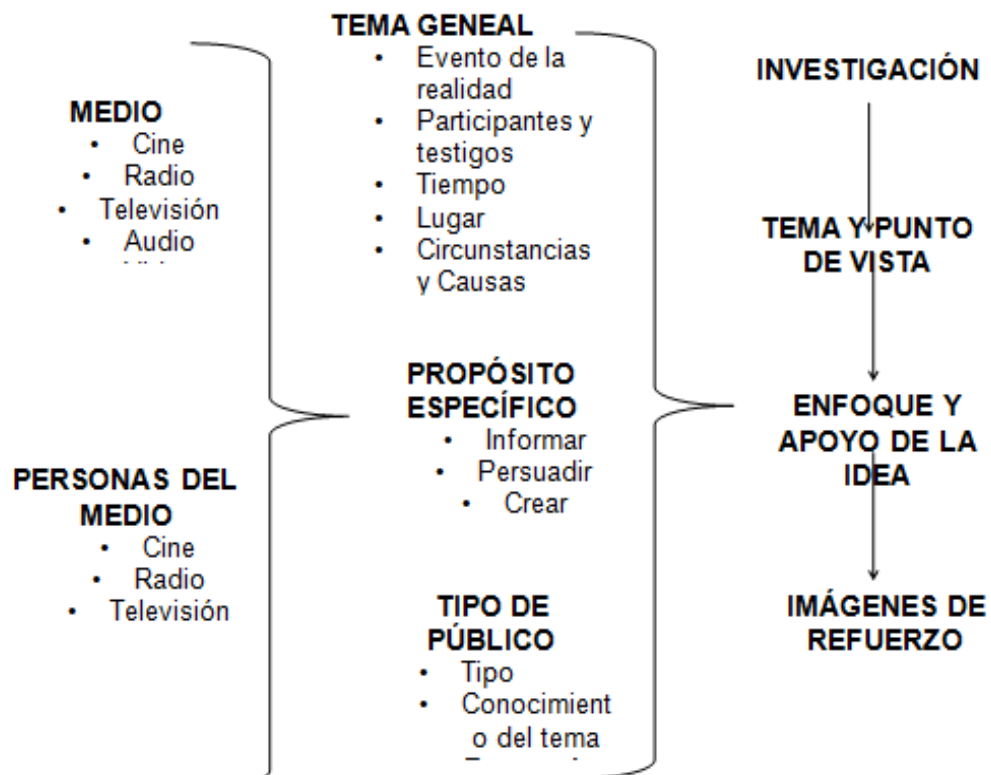 MEDIO
• Cine
• Radio
• Televisión
• Audio
PERSONAS DEL
MEDIO
• Cine
• Radio
• Televisión
TEMA GENEAL
• Evento de la
realidad
• Participantes y
testigos
• Tiempo
• Lugar
• Circunstancias
y Causas
PROPÓSITO
ESPECÍFICO
• Informar
• Persuadir
• Crear
TIPO DE
PÚBLICO
• Tipo
• Conocimient
o del tema
INVESTIGACIÓN
TEMA Y PUNTO
DE VISTA
ENFOQUE Y
APOYO DE LA
IDEA
IMÁGENES DE
REFUERZO